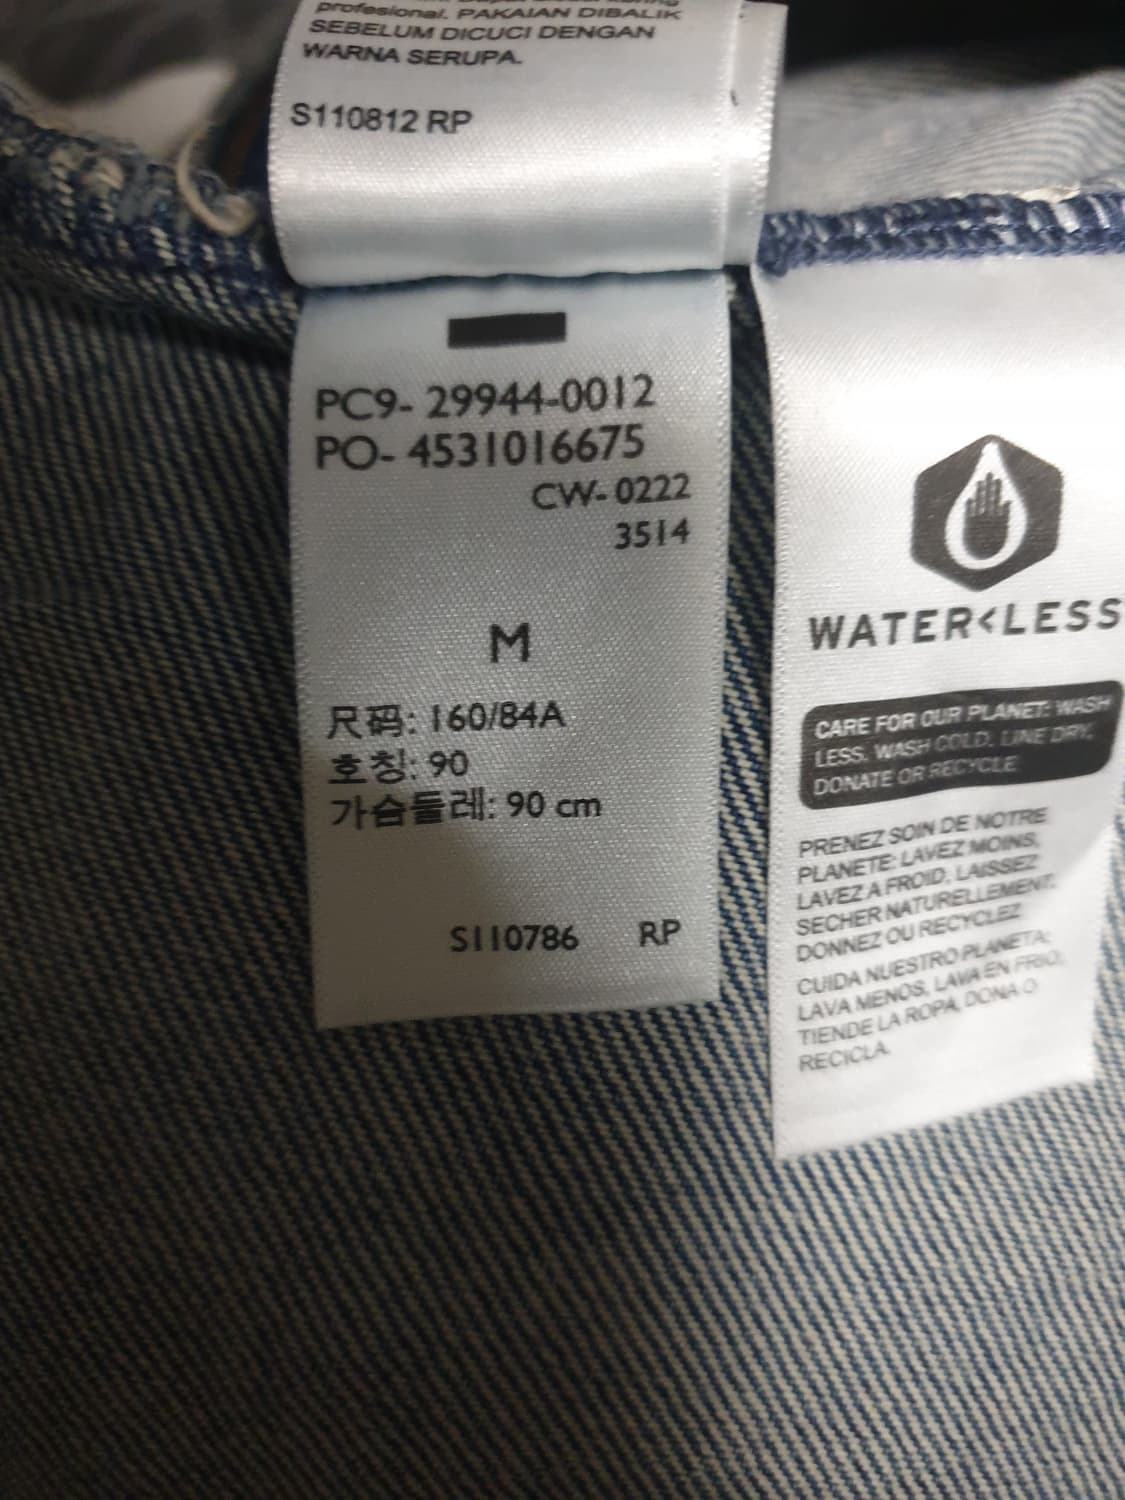 profesional. PAKAIAN DIBALIK
SEBELUM DICUCI DENGAN
WARNA SERUPA.
S110812 RP
PC9- 29944-0012
PO- 4531016675
CW- 0222
3514
M
尺码: 160/84A
호칭: 90
가슴둘레: 90 cm
S110786 RP
WATER<LESS
CARE FOR OUR PLANET: WASH
LESS, WASH COLD, LINE DRY,
DONATE OR RECYCLE
PRENEZ SOIN DE NOTRE
PLANETE: LAVEZ MOINS,
LAVEZ A FROID, LAISSEZ
SECHER NATURELLEMENT,
DONNEZ OU RECYCLEZ
CUIDA NUESTRO PLANETA:
LAVA MENOS, LAVA EN FRIO,
TIENDE LA ROPA, DONA O
RECICLA.